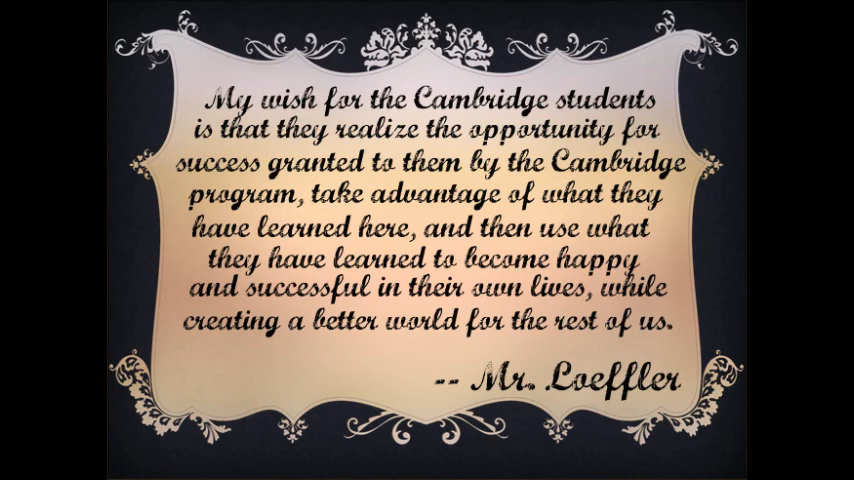 My wish for the Cambridge students
is that they realize the opportunity for
success granted to them by the Cambridge
program, take advantage of what they
have learned here, and then use what
they have learned to become happy
and successful in their own lives, while
creating a better world for the rest of us.
-- Mr. Loeffler